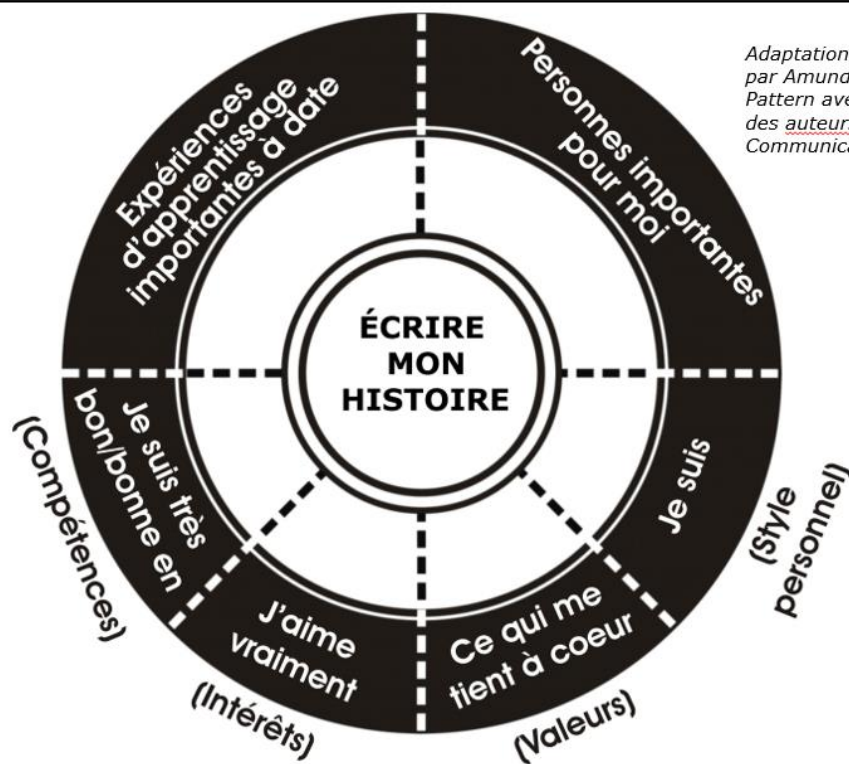 Adaptation
par Amund
Pattern ave
des auteur
Communica
Expériences
d'apprentissage
importantes à date
Personnes importantes
pour moi
ÉCRIRE
MON
HISTOIRE
Je suis très
bon/bonne en
(Compétences)
J'aime
vraiment
(Intérêts)
Ce qui me
tient à coeur
(Valeurs)
Je suis
(Style
personnel)